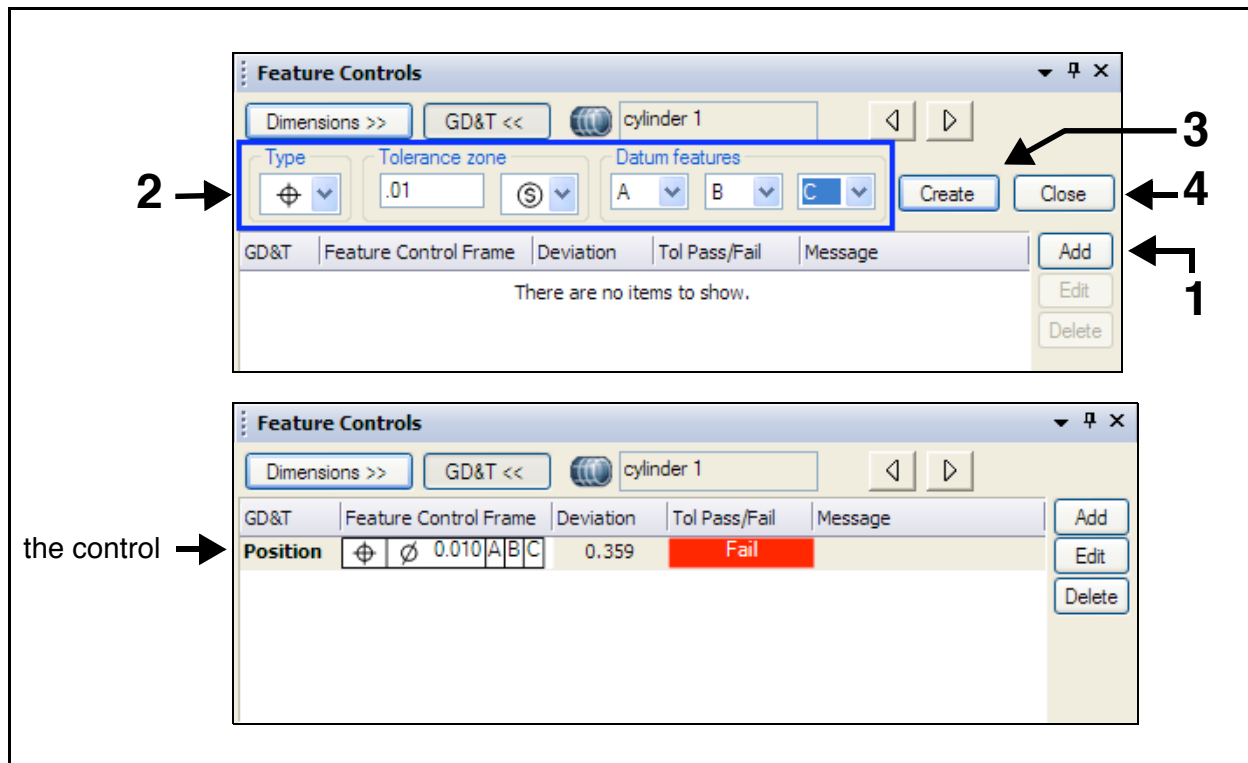 Feature Controls
Dimensions >> GD&T << cylinder 1
3
Type Tolerance zone Datum features
2 .01 Ⓢ A B C Create Close 4
GD&T Feature Control Frame Deviation Tol Pass/Fail Message Add
1
There are no items to show. Edit
Delete
Feature Controls
Dimensions >> GD&T << cylinder 1
GD&T Feature Control Frame Deviation Tol Pass/Fail Message Add
the control Position ⌖ Ø 0.010 A B C 0.359 Fail Edit
Delete